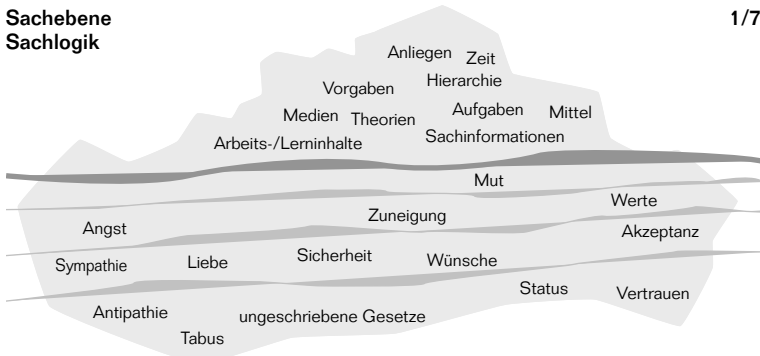 Sachebene
Sachlogik
1/7
Anliegen
Zeit
Vorgaben
Hierarchie
Medien
Theorien
Aufgaben
Mittel
Arbeits-/Lerninhalte
Sachinformationen
Mut
Werte
Angst
Zuneigung
Akzeptanz
Sympathie
Liebe
Sicherheit
Wünsche
Status
Vertrauen
Antipathie
ungeschriebene Gesetze
Tabus